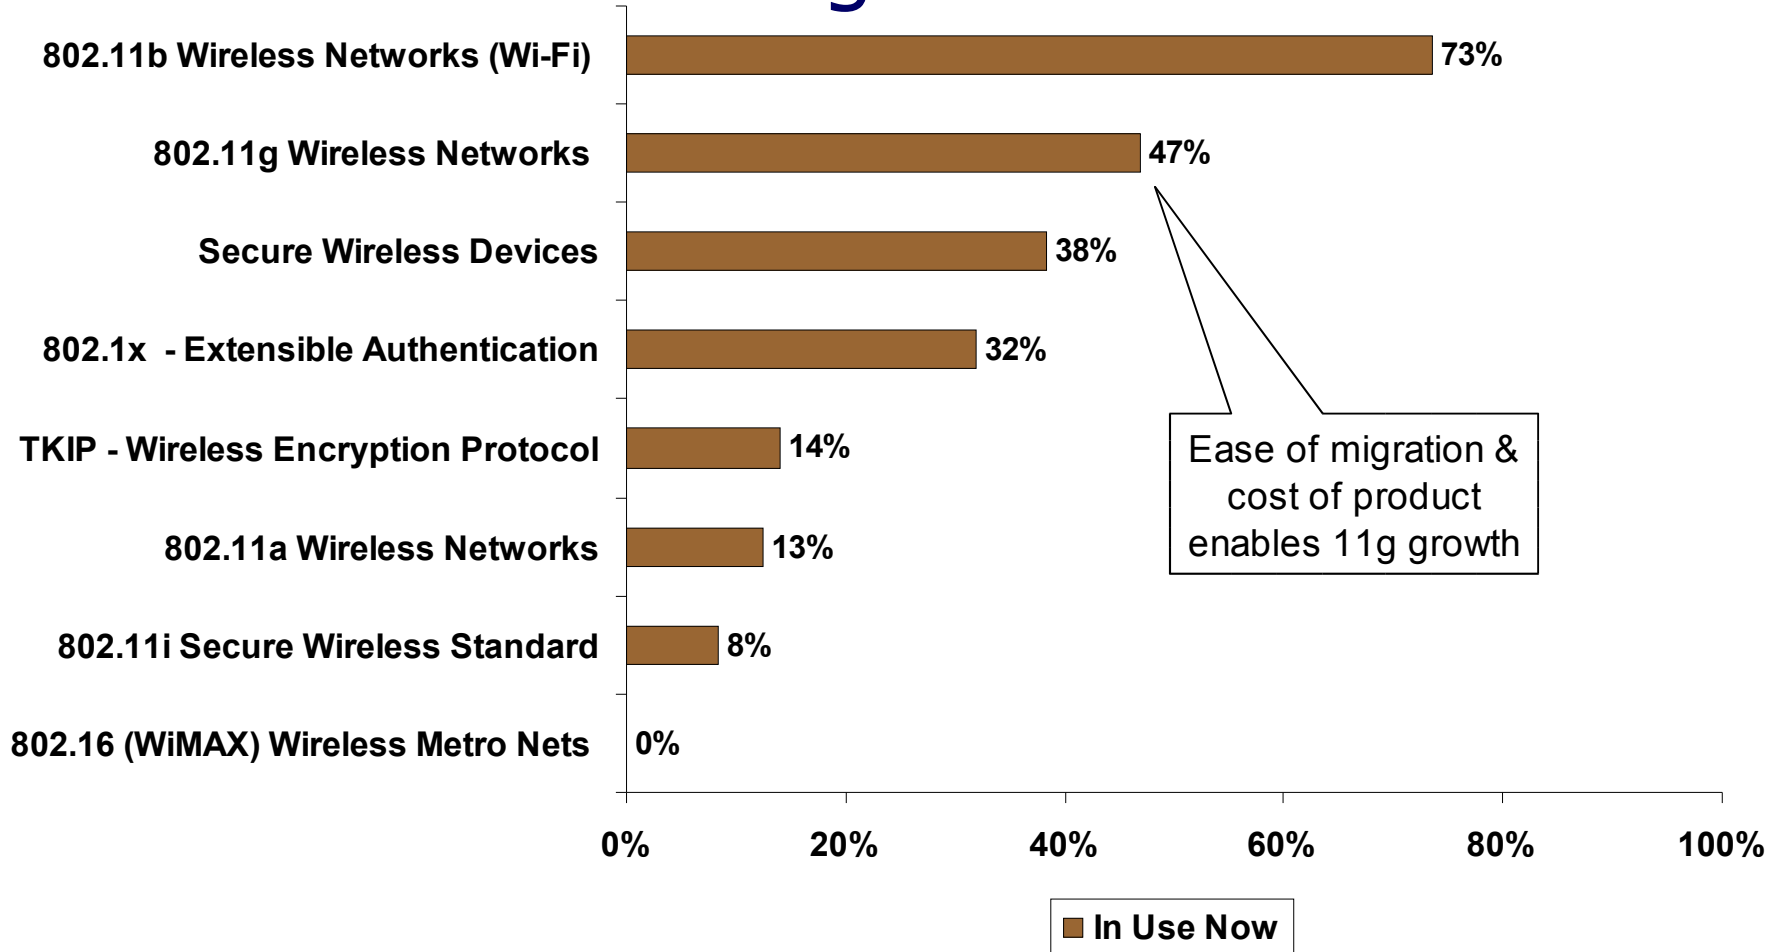 802.11b Wireless Networks (Wi-Fi) 73%
802.11g Wireless Networks 47%
Secure Wireless Devices 38%
802.1x - Extensible Authentication 32%
TKIP - Wireless Encryption Protocol 14%
802.11a Wireless Networks 13%
802.11i Secure Wireless Standard 8%
802.16 (WiMAX) Wireless Metro Nets 0%
Ease of migration &
cost of product
enables 11g growth
0% 20% 40% 60% 80% 100%
In Use Now